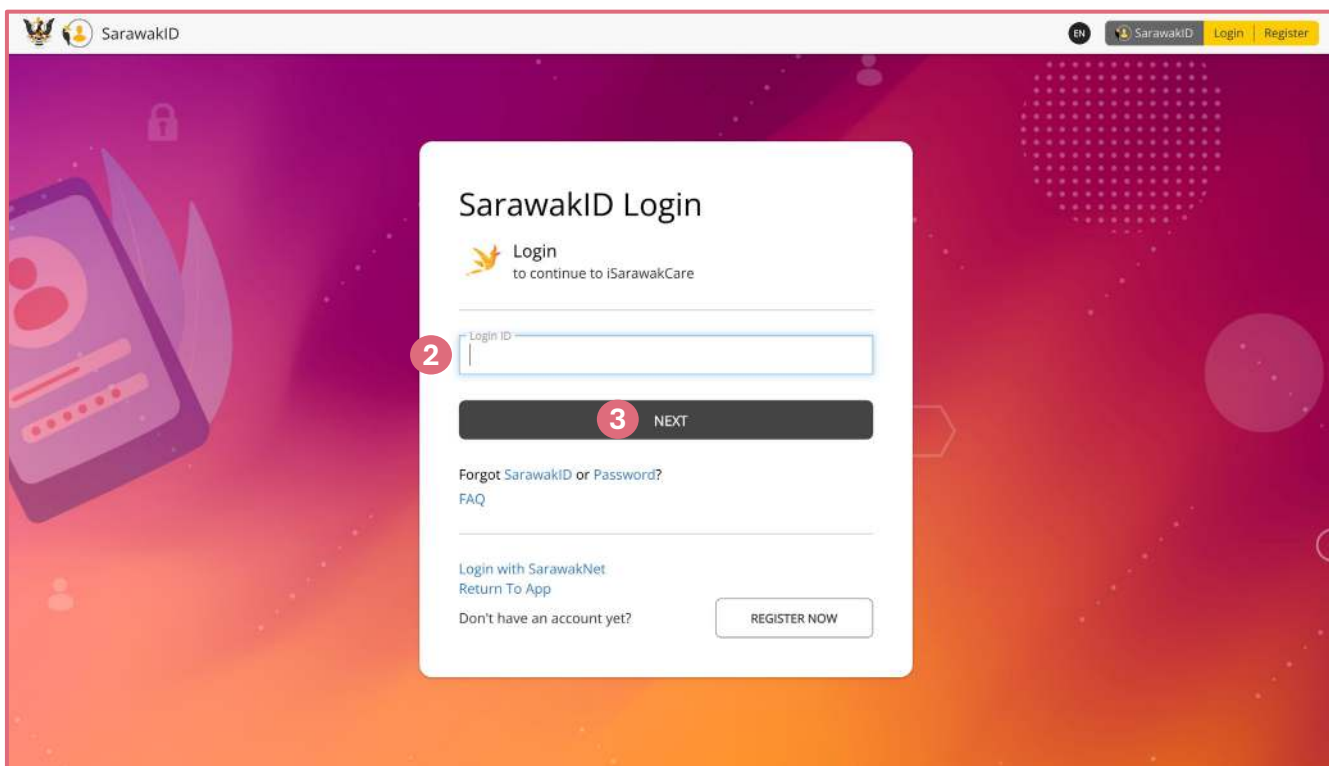 SarawakID
EN
SarawakID Login Register
SarawakID Login
Login
to continue to iSarawakCare
Login ID
2
3 NEXT
Forgot SarawakID or Password?
FAQ
Login with SarawakNet
Return To App
Don't have an account yet?
REGISTER NOW